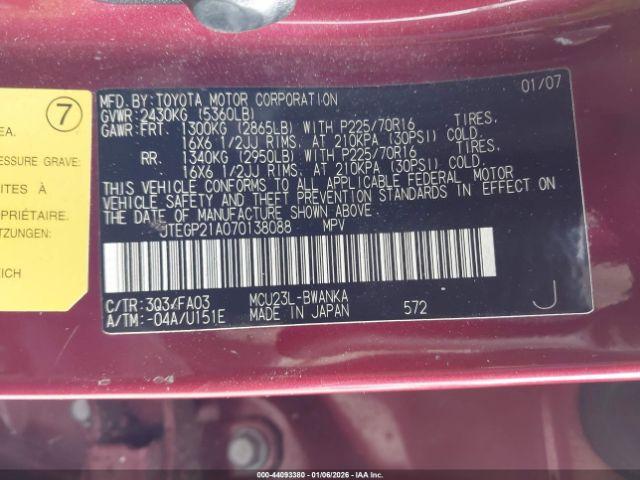 7
EA.
ESSURE GRAVE:
ITES À
PRIÉTAIRE.
TUNG
EICH
MFD.BY:TOYOTA MOTOR CORPORATION 01/07
GVWR:2430KG (5360LB)
GAWR:FRT. 1300KG (2865LB) WITH P225/70R16 TIRES,
16X6 1/2JJ RIMS, AT 210KPA (30PSI) COLD.
RR. 1340KG (2950LB) WITH P225/70R16 TIRES,
16X6 1/2JJ RIMS, AT 210KPA (30PSI) COLD.
THIS VEHICLE CONFORMS TO ALL APPLICABLE FEDERAL MOTOR
VEHICLE SAFETY AND THEFT PREVENTION STANDARDS IN EFFECT ON
THE DATE OF MANUFACTURE SHOWN ABOVE.
JTEGP21A070138088 MPV
C/TR: 3Q3 FA03 MCU23L-BWANKA J
A/TM: -04A/U151E MADE IN JAPAN 572
000-44093380 - 01/06/2026 - IAA Inc.